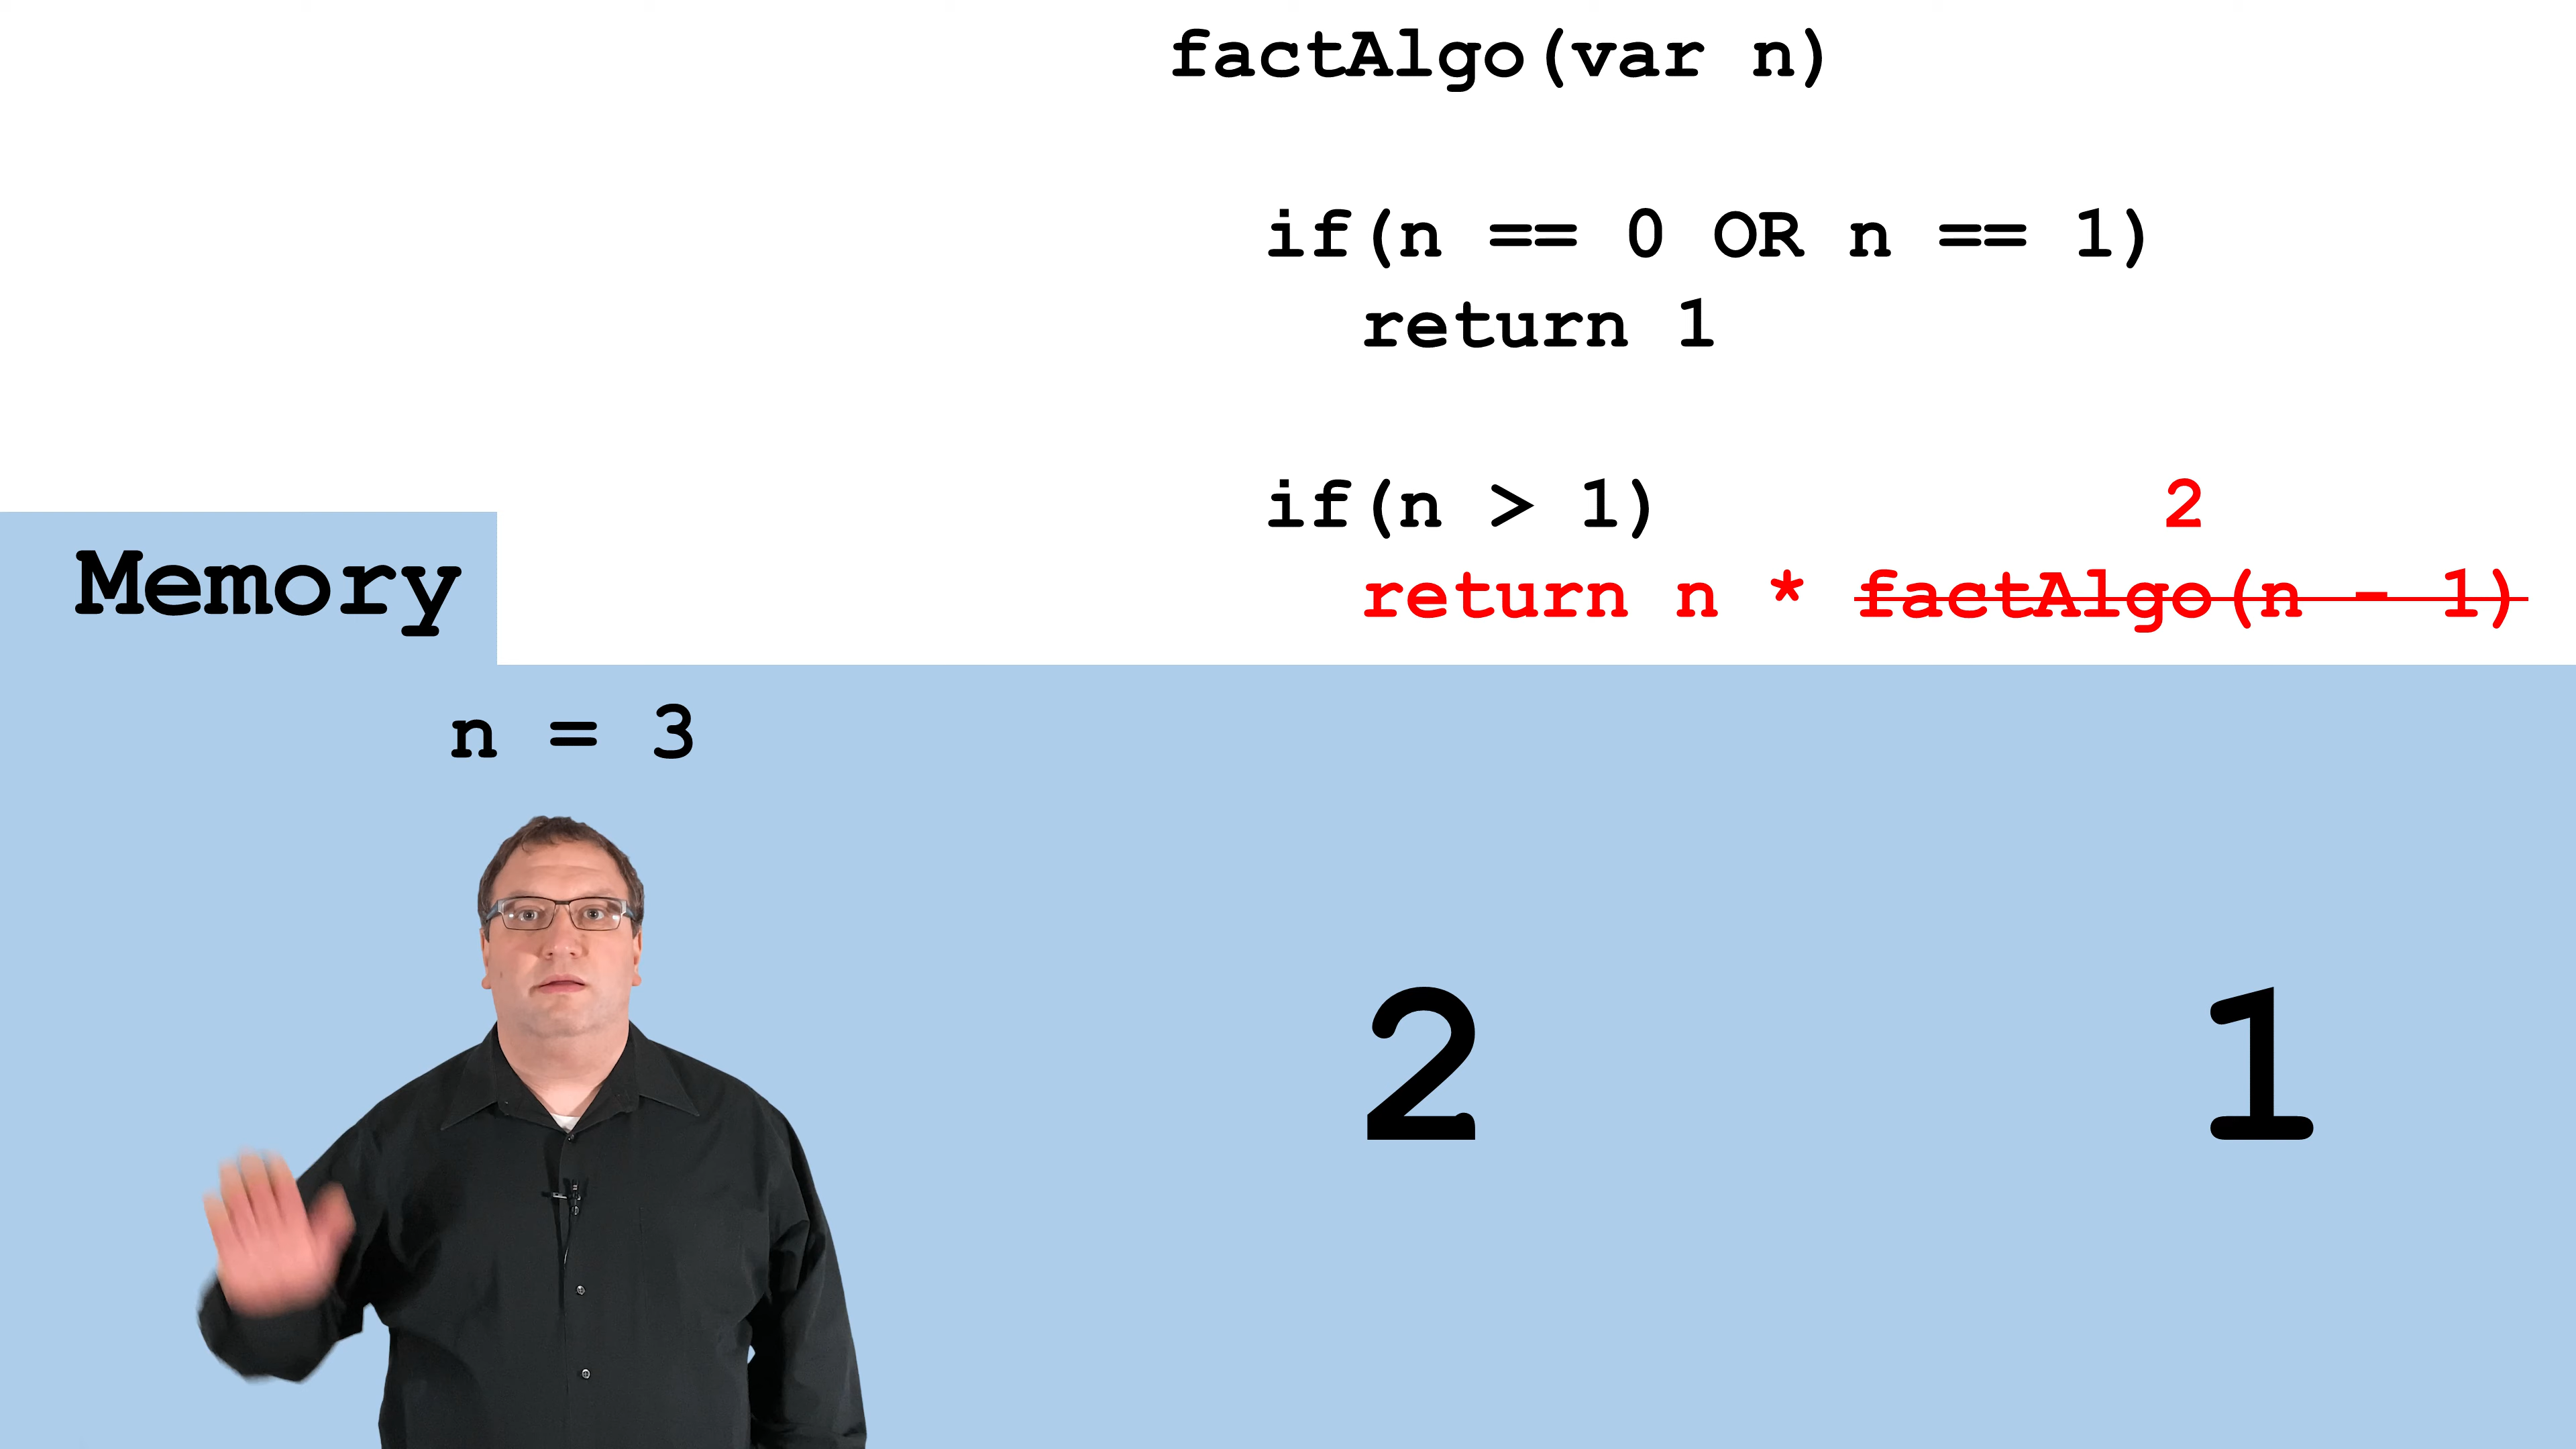 factAlgo(var n)
if(n == 0 OR n == 1)
return 1
if(n > 1)
2
return n * factAlgo(n - 1)
Memory
n = 3
2
1